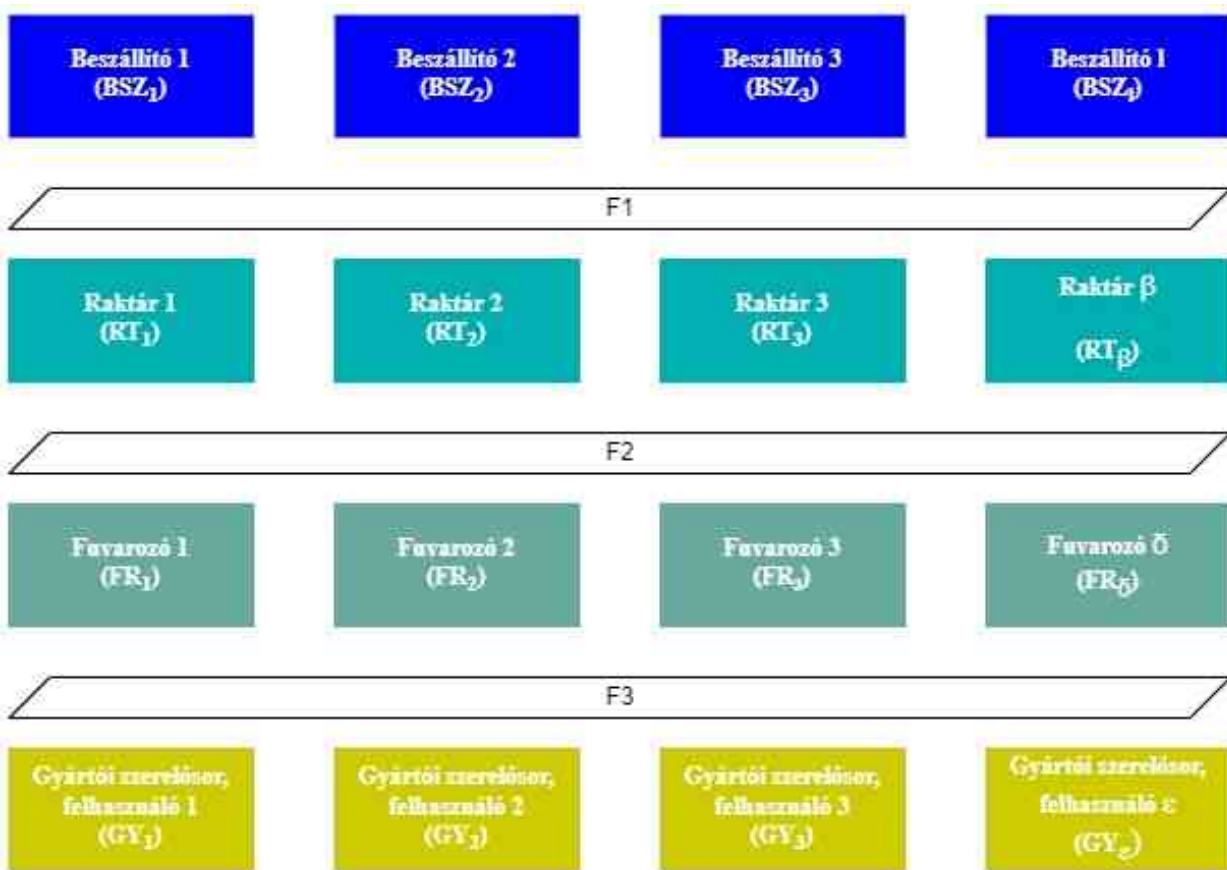 Beszállító 1
(BSZ₁)
Beszállító 2
(BSZ₂)
Beszállító 3
(BSZ₃)
Beszállító l
(BSZᵢ)
F1
Raktár 1
(RT₁)
Raktár 2
(RT₂)
Raktár 3
(RT₃)
Raktár β
(RTᵦ)
F2
Fuvarozó 1
(FR₁)
Fuvarozó 2
(FR₂)
Fuvarozó 3
(FR₃)
Fuvarozó δ
(FRδ)
F3
Gyártói szerelősor,
felhasználó 1
(GY₁)
Gyártói szerelősor,
felhasználó 2
(GY₂)
Gyártói szerelősor,
felhasználó 3
(GY₃)
Gyártói szerelősor,
felhasználó ε
(GYε)